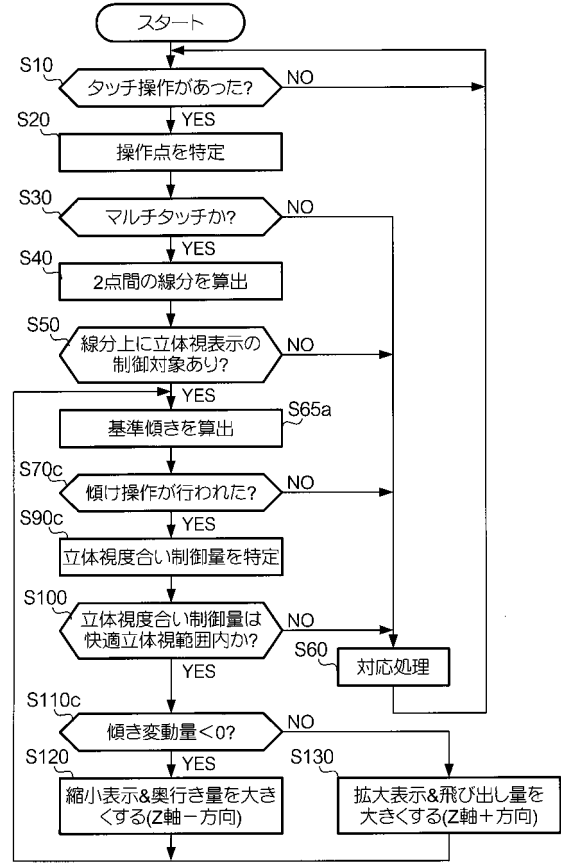 スタート
S10
タッチ操作があった?
NO
YES
S20
操作点を特定
S30
マルチタッチか?
NO
YES
S40
2点間の線分を算出
S50
線分上に立体視表示の
制御対象あり?
NO
YES
S65a
基準傾きを算出
S70c
傾け操作が行われた?
NO
YES
S90c
立体視度合い制御量を特定
S100
立体視度合い制御量は
快適立体視範囲内か?
NO
YES
S60
対応処理
S110c
傾き変動量<0?
NO
YES
S120
縮小表示&奥行き量を大き
くする(Z軸−方向)
S130
拡大表示&飛び出し量を
大きくする(Z軸+方向)